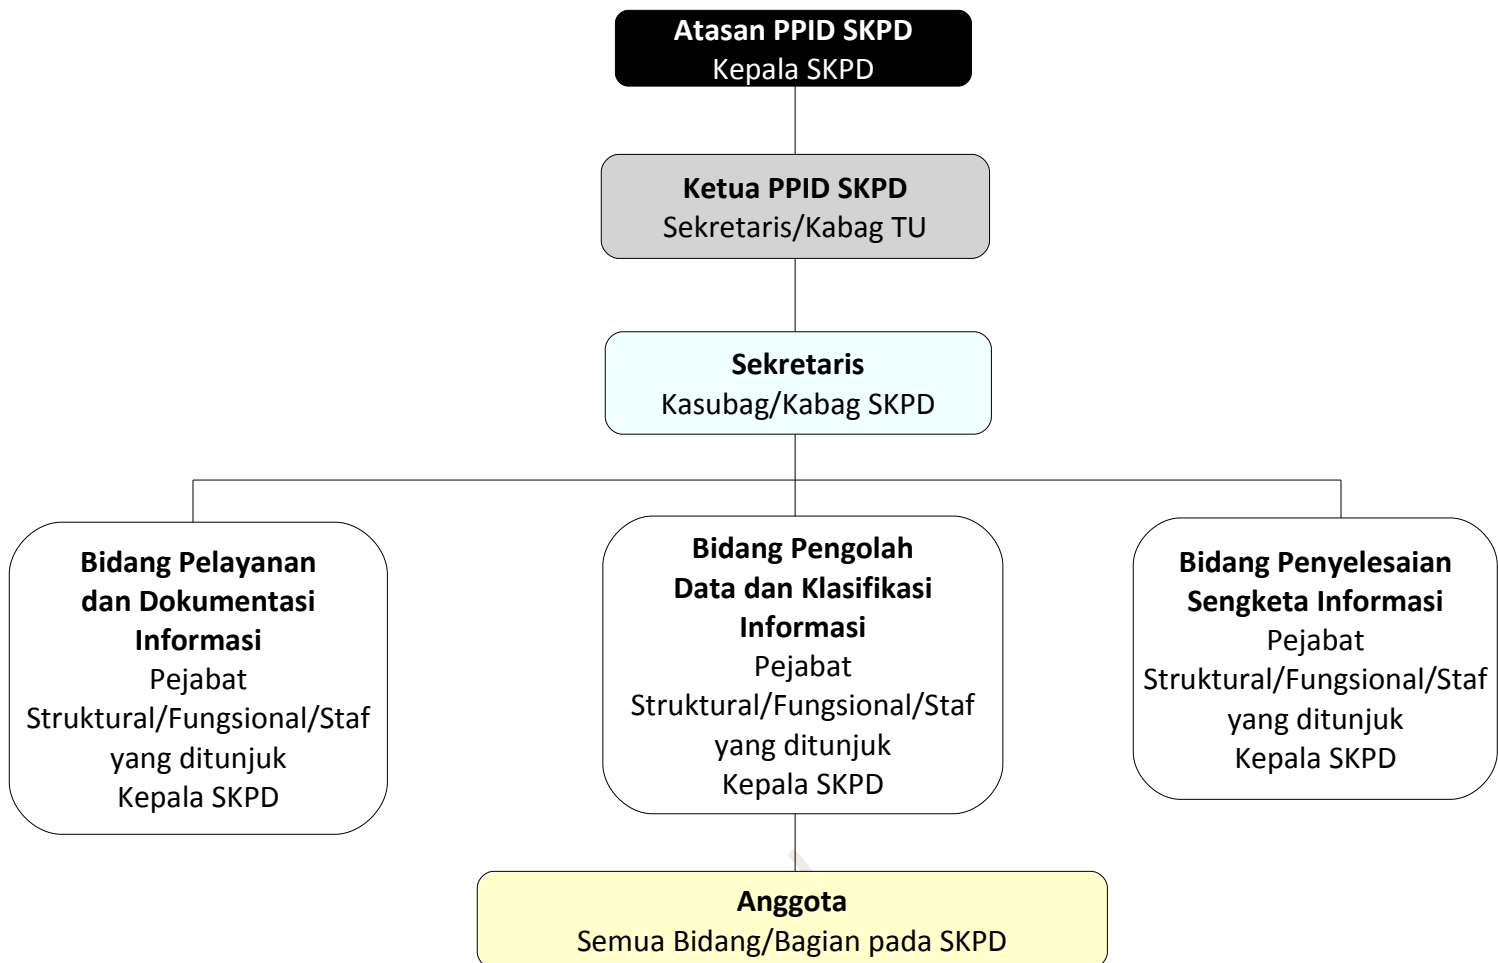 Atasan PPID SKPD
Kepala SKPD
Ketua PPID SKPD
Sekretaris/Kabag TU
Sekretaris
Kasubag/Kabag SKPD
Bidang Pelayanan
dan Dokumentasi
Informasi
Pejabat
Struktural/Fungsional/Staf
yang ditunjuk
Kepala SKPD
Bidang Pengolah
Data dan Klasifikasi
Informasi
Pejabat
Struktural/Fungsional/Staf
yang ditunjuk
Kepala SKPD
Bidang Penyelesaian
Sengketa Informasi
Pejabat
Struktural/Fungsional/Staf
yang ditunjuk
Kepala SKPD
Anggota
Semua Bidang/Bagian pada SKPD